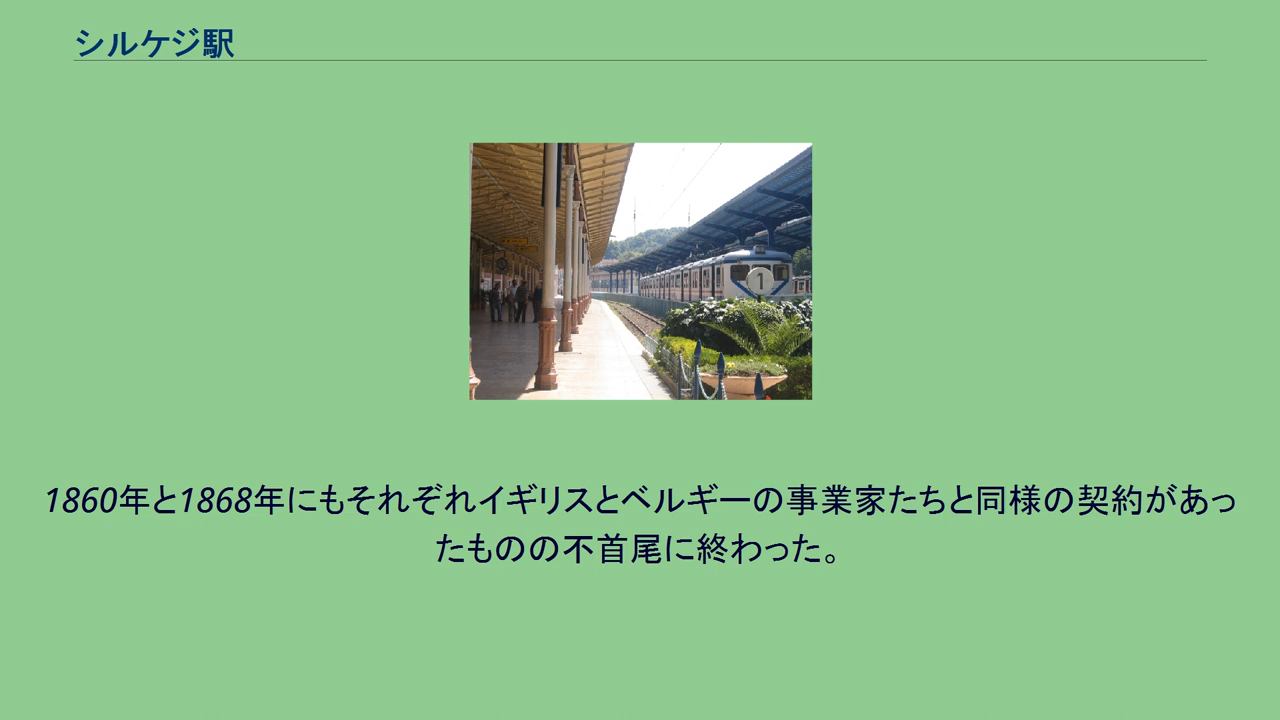 シルケジ駅
1
1860年と1868年にもそれぞれイギリスとベルギーの事業家たちと同様の契約があっ
たものの不首尾に終わった。